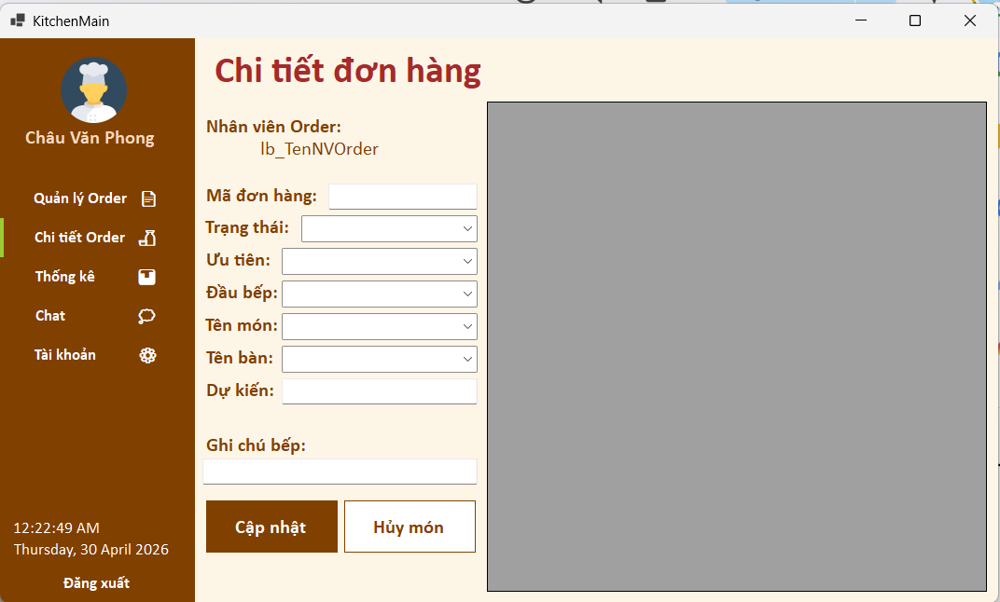 KitchenMain
Châu Văn Phong
Quản lý Order
Chi tiết Order
Thống kê
Chat
Tài khoản
12:22:49 AM
Thursday, 30 April 2026
Đăng xuất
Chi tiết đơn hàng
Nhân viên Order:
lb_TenNVOrder
Mã đơn hàng:
Trạng thái:
Ưu tiên:
Đầu bếp:
Tên món:
Tên bàn:
Dự kiến:
Ghi chú bếp:
Cập nhật
Hủy món